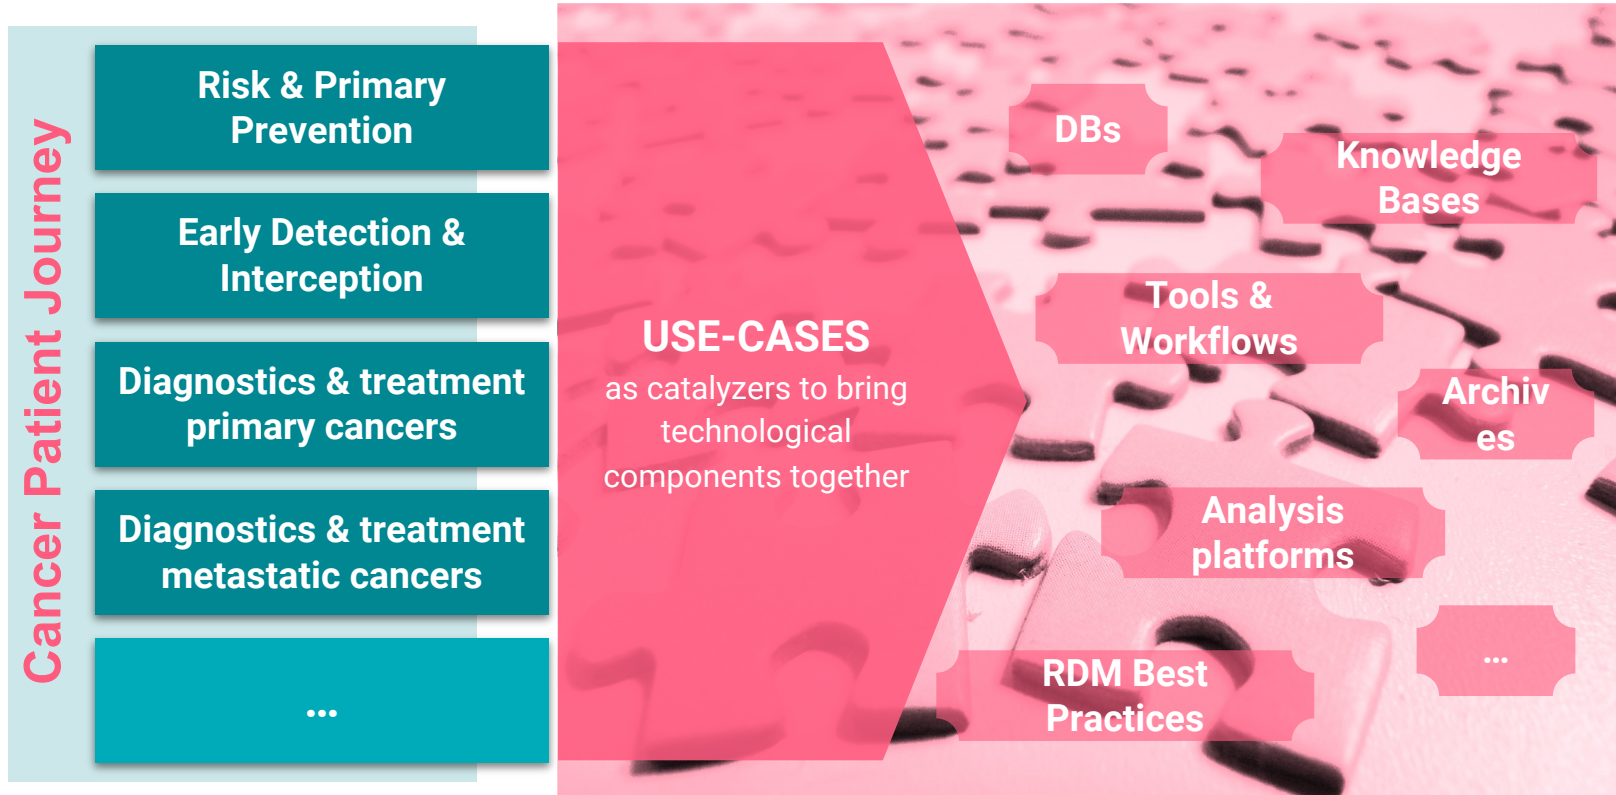 Cancer Patient Journey
Risk & Primary
Prevention
Early Detection &
Interception
Diagnostics & treatment
primary cancers
Diagnostics & treatment
metastatic cancers
...
USE-CASES
as catalyzers to bring
technological
components together
DBs
Knowledge
Bases
Tools &
Workflows
Archiv
es
Analysis
platforms
...
RDM Best
Practices